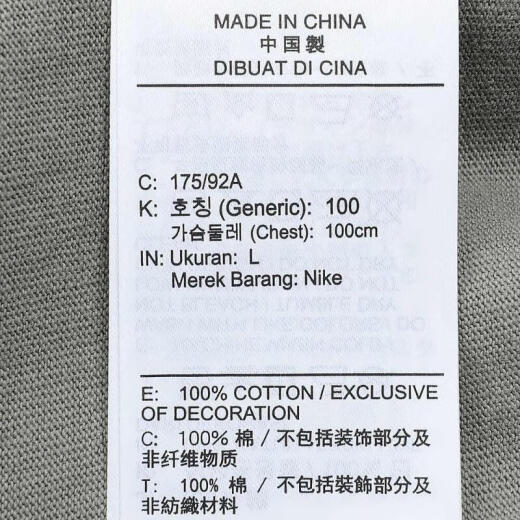 MADE IN CHINA
中国製
DIBUAT DI CINA
C: 175/92A
K: 호칭 (Generic): 100
가슴둘레 (Chest): 100cm
IN: Ukuran: L
Merek Barang: Nike
E: 100% COTTON / EXCLUSIVE
OF DECORATION
C: 100% 棉 / 不包括装饰部分及
非纤维物质
T: 100% 棉 / 不包括裝飾部分及
非紡織材料